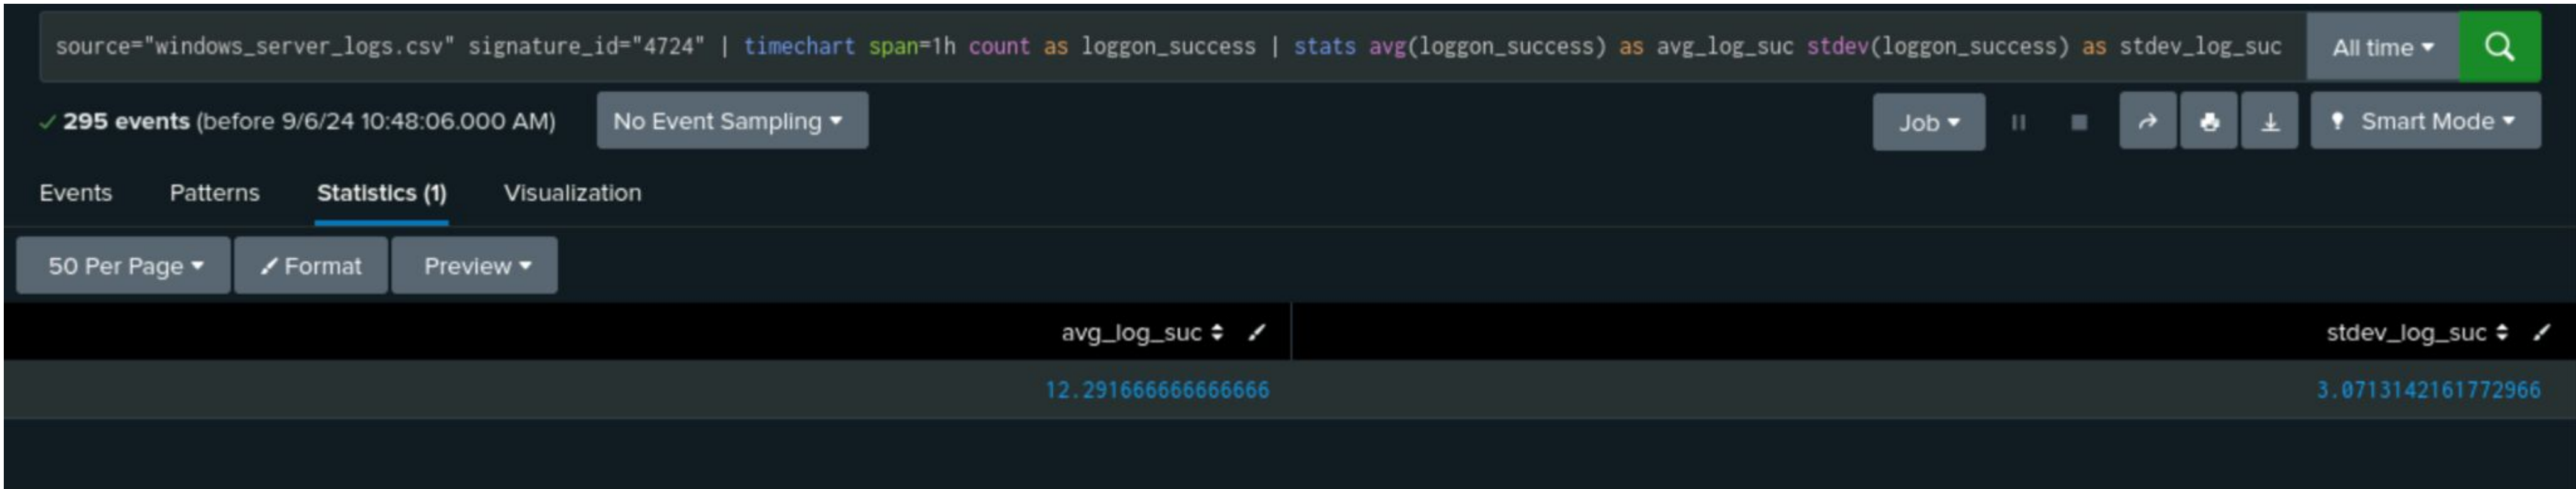 source="windows_server_logs.csv" signature_id="4724" | timechart span=1h count as loggon_success | stats avg(loggon_success) as avg_log_suc stdev(loggon_success) as stdev_log_suc All time
295 events (before 9/6/24 10:48:06.000 AM) No Event Sampling Job Smart Mode
Events Patterns Statistics (1) Visualization
50 Per Page Format Preview
avg_log_suc stdev_log_suc
12.291666666666666 3.0713142161772966